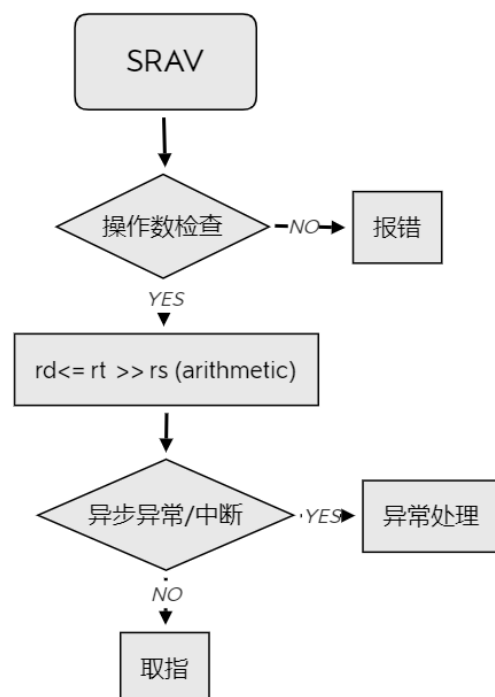 SRAV
操作数检查
NO
报错
YES
rd<= rt >> rs (arithmetic)
异步异常/中断
YES
异常处理
NO
取指